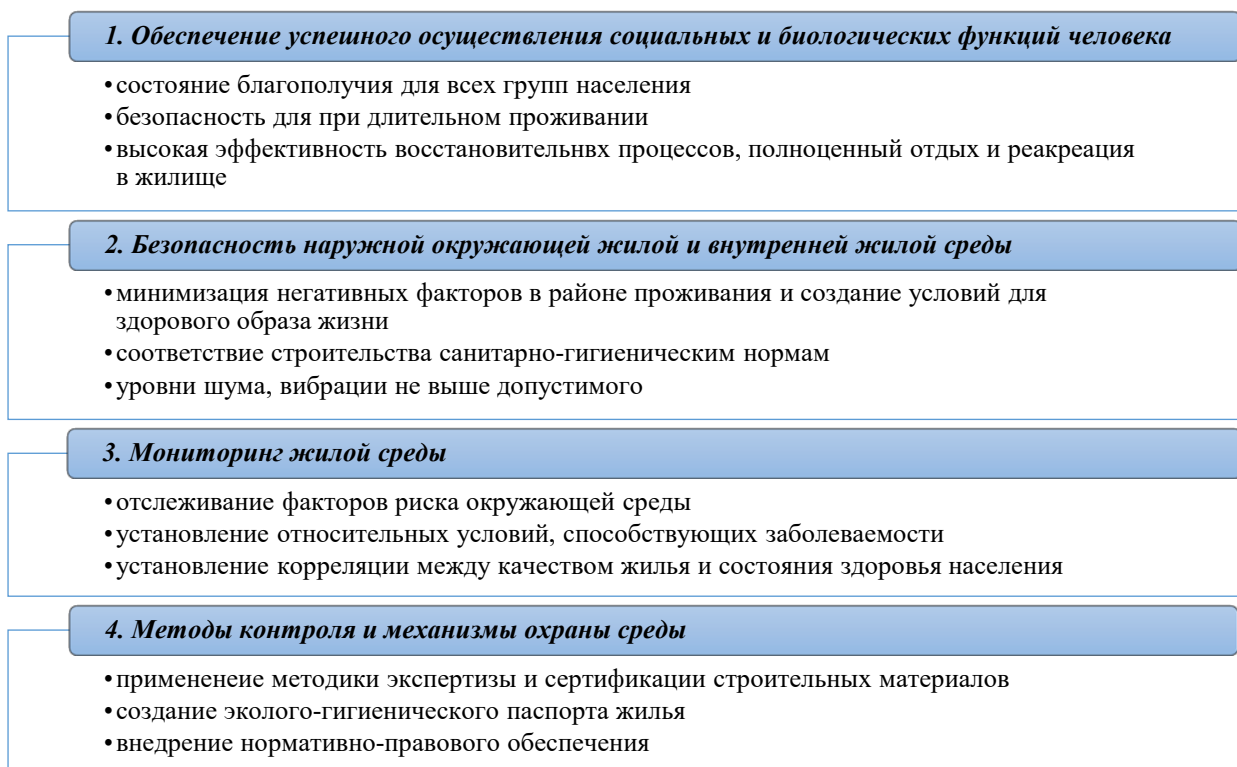 1. Обеспечение успешного осуществления социальных и биологических функций человека
•состояние благополучия для всех групп населения
•безопасность для при длительном проживании
•высокая эффективность восстановительнвх процессов, полноценный отдых и реакреация
в жилище
2. Безопасность наружной окружающей жилой и внутренней жилой среды
•минимизация негативных факторов в районе проживания и создание условий для
здорового образа жизни
•соответствие строительства санитарно-гигиеническим нормам
•уровни шума, вибрации не выше допустимого
3. Мониторинг жилой среды
•отслеживание факторов риска окружающей среды
•установление относительных условий, способствующих заболеваемости
•установление корреляции между качеством жилья и состояния здоровья населения
4. Методы контроля и механизмы охраны среды
•примененеие методики экспертизы и сертификации строительных материалов
•создание эколого-гигиенического паспорта жилья
•внедрение нормативно-правового обеспечения